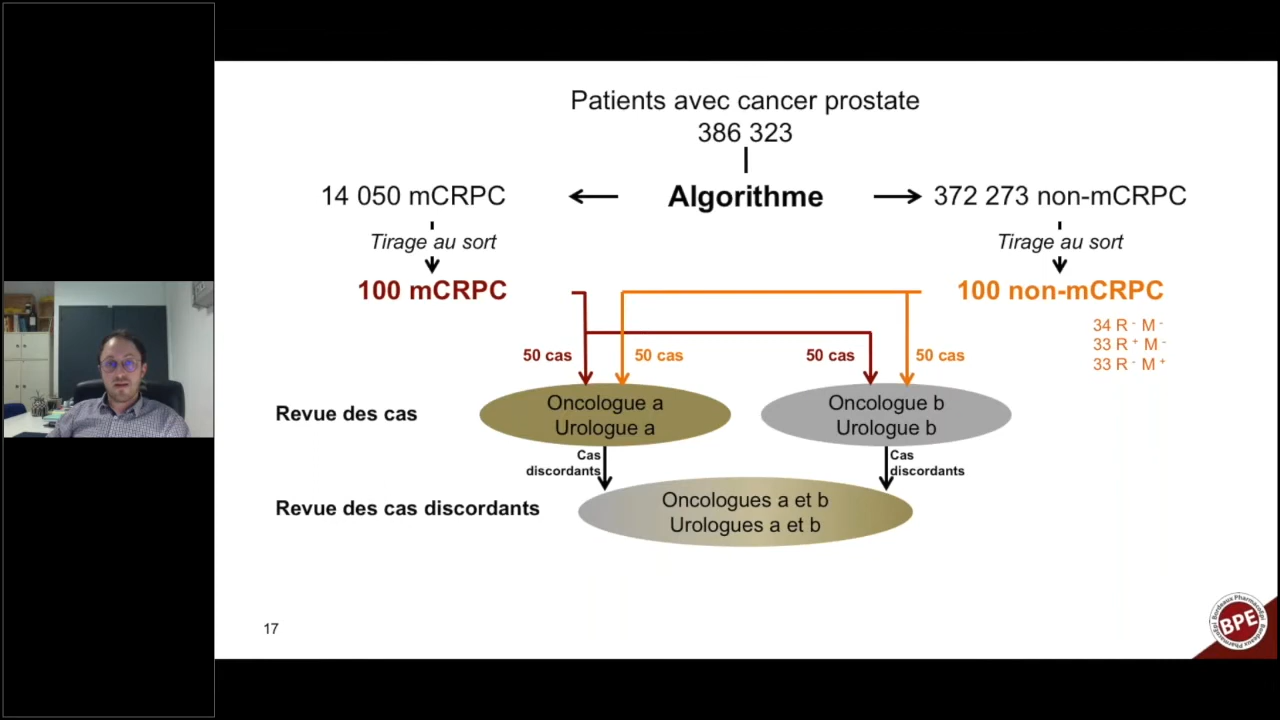 Patients avec cancer prostate
386 323
14 050 mCRPC
Algorithme
372 273 non-mCRPC
Tirage au sort
Tirage au sort
100 mCRPC
100 non-mCRPC
34 R - M -
33 R + M -
33 R - M +
50 cas
50 cas
50 cas
50 cas
Revue des cas
Oncologue a
Urologue a
Oncologue b
Urologue b
Cas
discordants
Cas
discordants
Revue des cas discordants
Oncologues a et b
Urologues a et b
17
Bordeaux PharmacoEpi
BPE